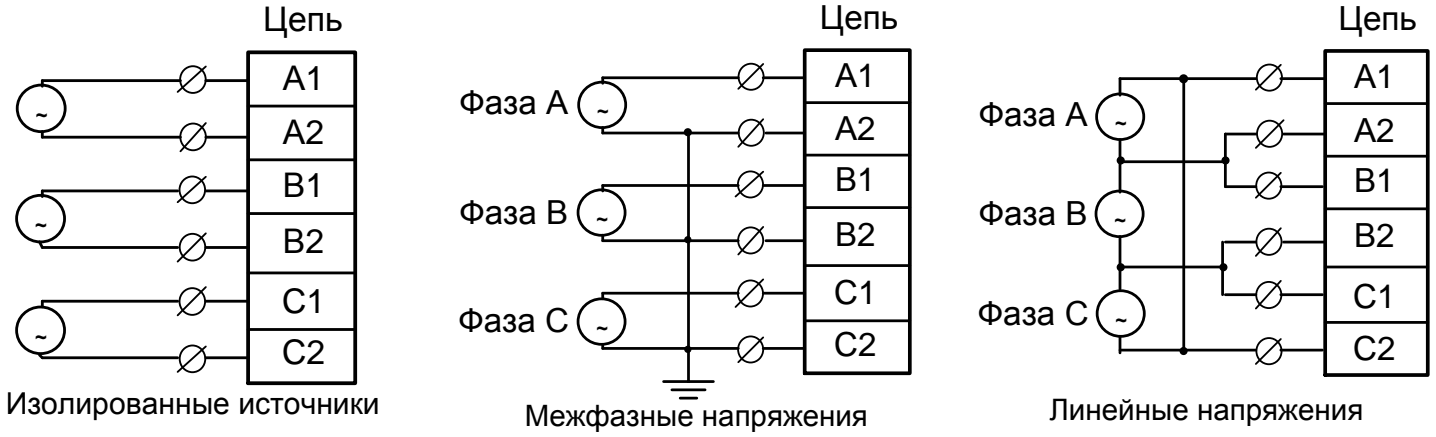 Цепь
A1
A2
B1
B2
C1
C2
~
~
~
Изолированные источники
Цепь
Фаза A
Фаза B
Фаза C
~
~
~
A1
A2
B1
B2
C1
C2
Межфазные напряжения
Цепь
Фаза A
Фаза B
Фаза C
~
~
~
A1
A2
B1
B2
C1
C2
Линейные напряжения